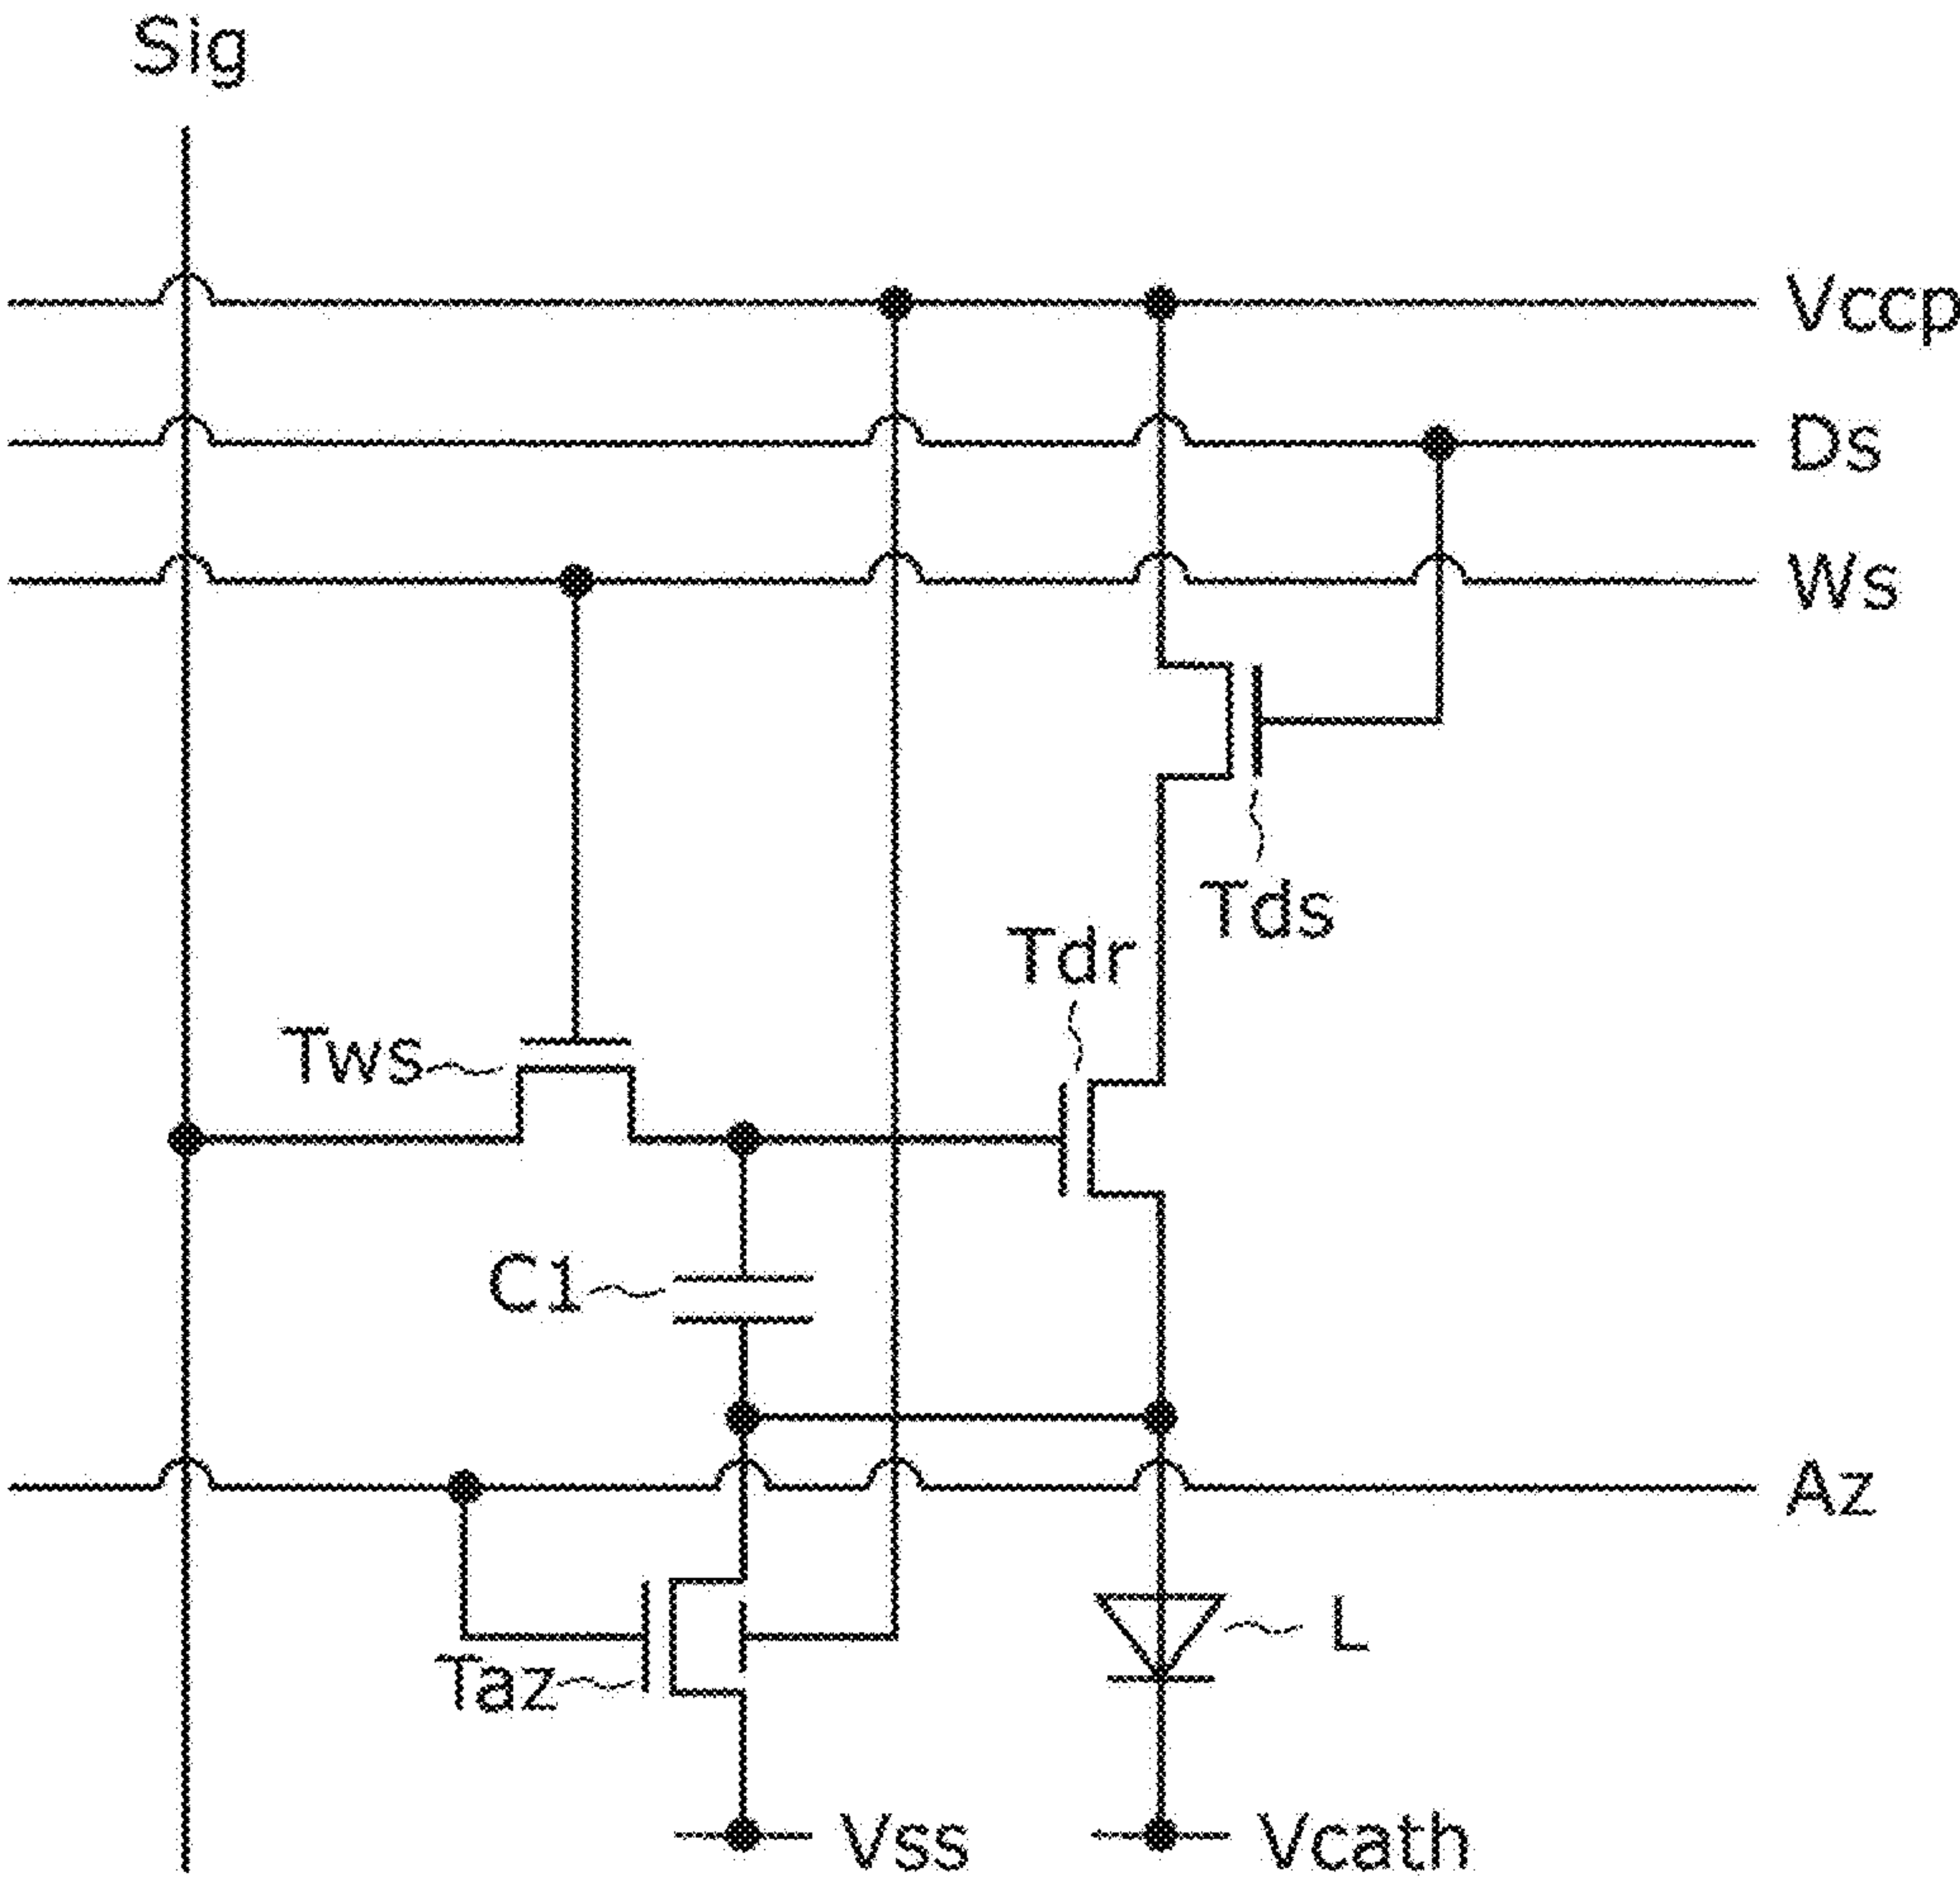 Sig
Vccp
Ds
Ws
Tds
Tdr
Tws
C1
Az
L
Taz
Vss
Vcath